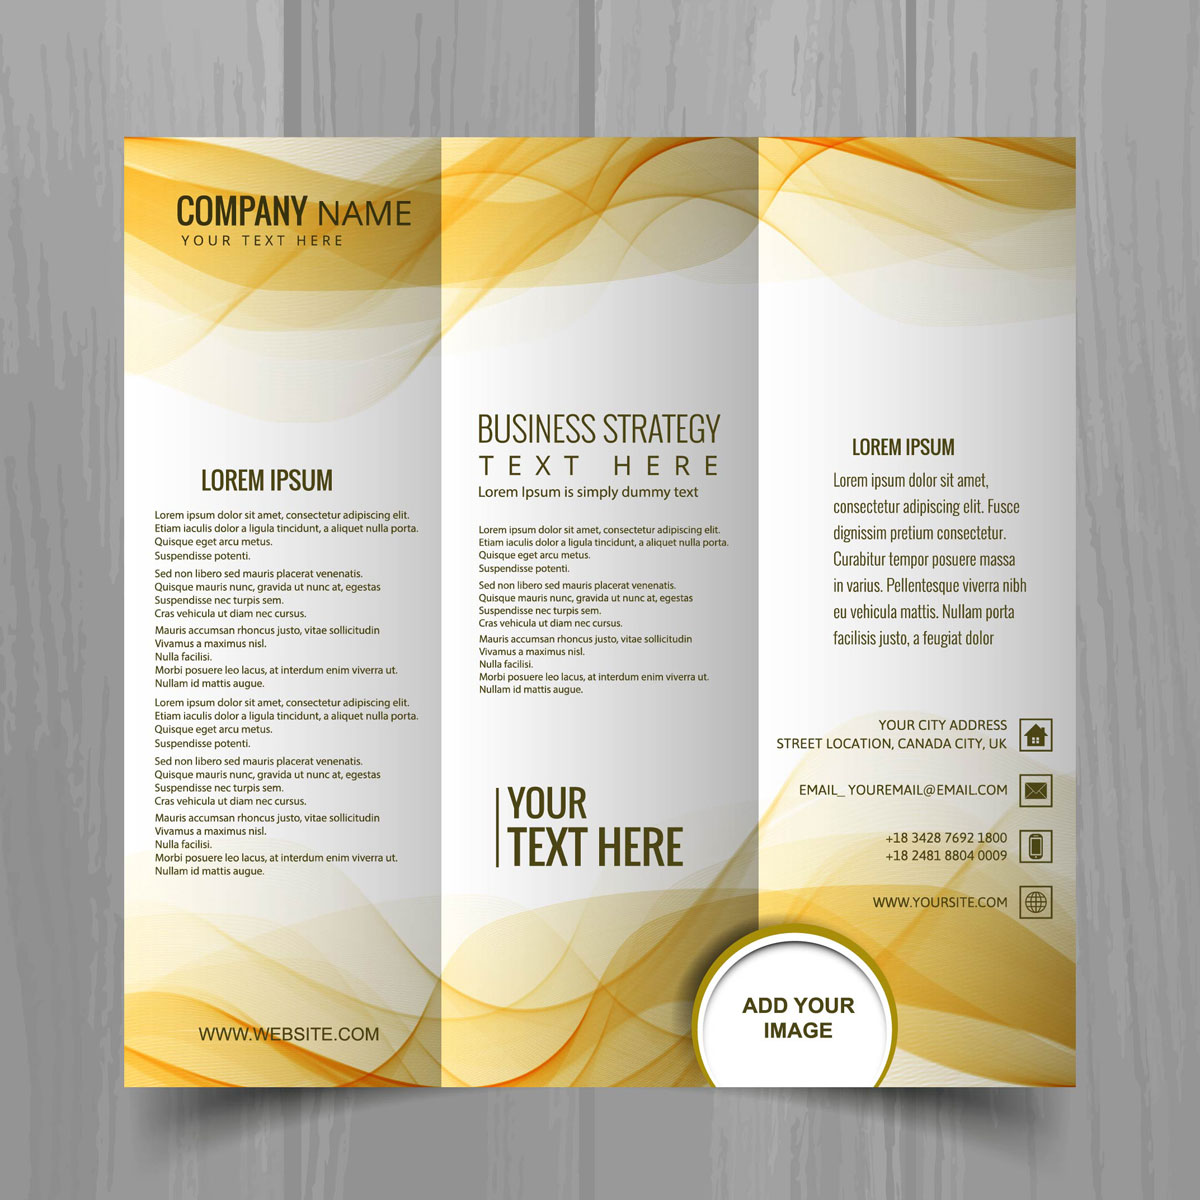 COMPANY NAME
YOUR TEXT HERE
LOREM IPSUM
Lorem ipsum dolor sit amet, consectetur adipiscing elit.
Etiam iaculis dolor a ligula tincidunt, a aliquet nulla porta.
Quisque eget arcu metus.
Suspendisse potenti.
Sed non libero sed mauris placerat venenatis.
Quisque mauris nunc, gravida ut nunc at, egestas
Suspendisse nec turpis sem.
Cras vehicula ut diam nec cursus.
Mauris accumsan rhoncus justo, vitae sollicitudin
Vivamus a maximus nisl.
Nulla facilisi.
Morbi posuere leo lacus, at interdum enim viverra ut.
Nullam id mattis augue.
Lorem ipsum dolor sit amet, consectetur adipiscing elit.
Etiam iaculis dolor a ligula tincidunt, a aliquet nulla porta.
Quisque eget arcu metus.
Suspendisse potenti.
Sed non libero sed mauris placerat venenatis.
Quisque mauris nunc, gravida ut nunc at, egestas
Suspendisse nec turpis sem.
Cras vehicula ut diam nec cursus.
Mauris accumsan rhoncus justo, vitae sollicitudin
Vivamus a maximus nisl.
Nulla facilisi.
Morbi posuere leo lacus, at interdum enim viverra ut.
Nullam id mattis augue.
WWW.WEBSITE.COM
BUSINESS STRATEGY
TEXT HERE
Lorem Ipsum is simply dummy text
Lorem ipsum dolor sit amet, consectetur adipiscing elit.
Etiam iaculis dolor a ligula tincidunt, a aliquet nulla porta.
Quisque eget arcu metus.
Suspendisse potenti.
Sed non libero sed mauris placerat venenatis.
Quisque mauris nunc, gravida ut nunc at, egestas
Suspendisse nec turpis sem.
Cras vehicula ut diam nec cursus.
Mauris accumsan rhoncus justo, vitae sollicitudin
Vivamus a maximus nisl.
Nulla facilisi.
Morbi posuere leo lacus, at interdum enim viverra ut.
Nullam id mattis augue.
YOUR
TEXT HERE
LOREM IPSUM
Lorem ipsum dolor sit amet,
consectetur adipiscing elit. Fusce
dignissim pretium consectetur.
Curabitur tempor posuere massa
in varius. Pellentesque viverra nibh
eu vehicula mattis. Nullam porta
facilisis justo, a feugiat dolor
YOUR CITY ADDRESS
STREET LOCATION, CANADA CITY, UK
EMAIL_ YOUREMAIL@EMAIL.COM
+18 3428 7692 1800
+18 2481 8804 0009
WWW.YOURSITE.COM
ADD YOUR
IMAGE